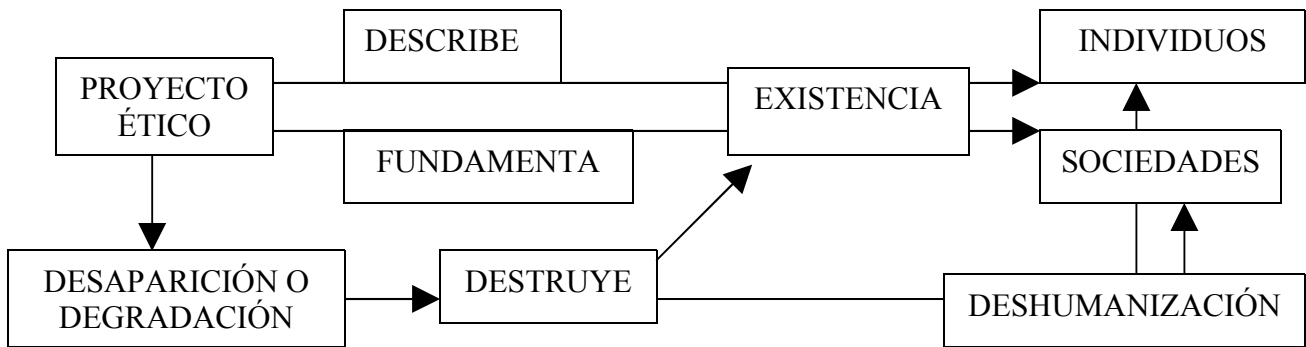 DESCRIBE
INDIVIDUOS
PROYECTO
ÉTICO
EXISTENCIA
FUNDAMENTA
SOCIEDADES
DESAPARICIÓN O
DEGRADACIÓN
DESTRUYE
DESHUMANIZACIÓN